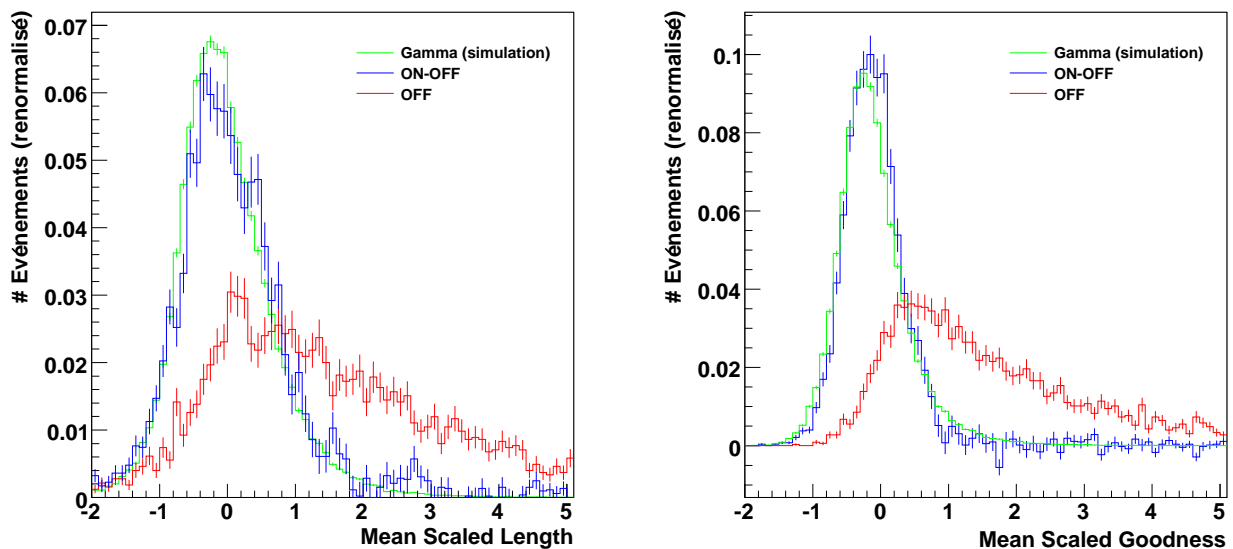 # Evénements (renormalisé)
0.07
0.06
0.05
0.04
0.03
0.02
0.01
0
-2 -1 0 1 2 3 4 5
Mean Scaled Length
Gamma (simulation)
ON-OFF
OFF
# Evénements (renormalisé)
0.1
0.08
0.06
0.04
0.02
0
-2 -1 0 1 2 3 4 5
Mean Scaled Goodness
Gamma (simulation)
ON-OFF
OFF